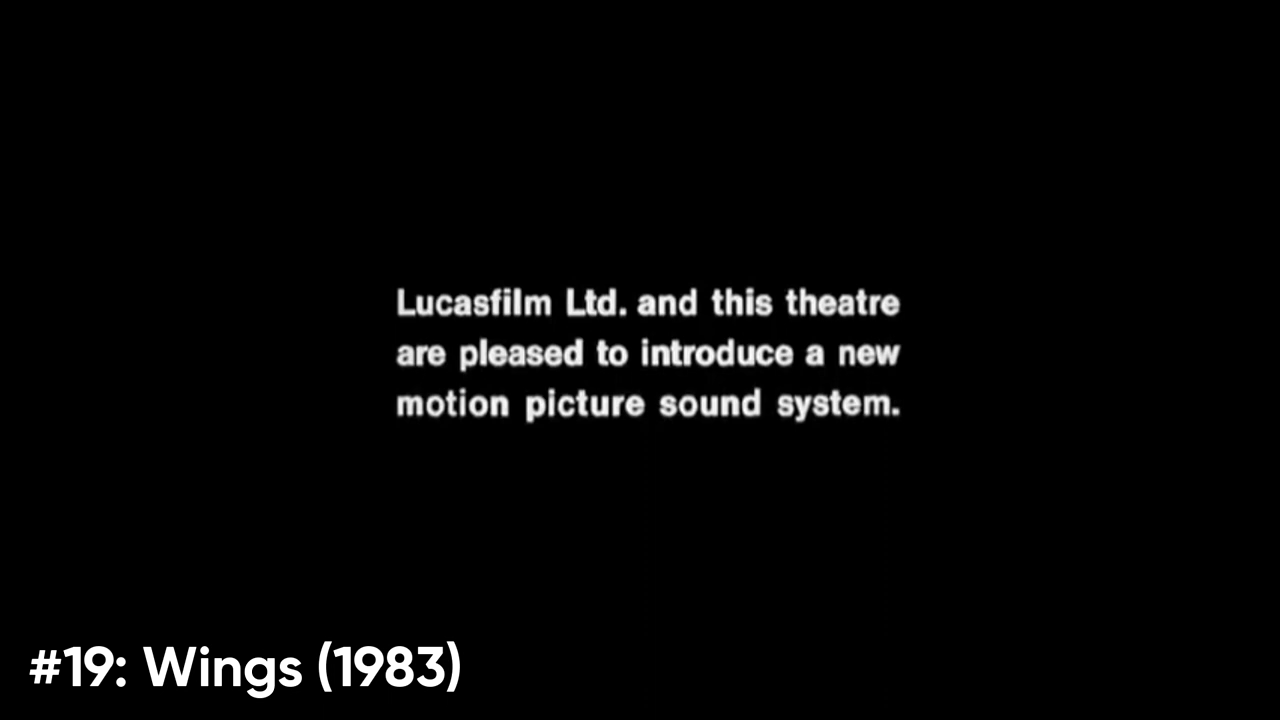 Lucasfilm Ltd. and this theatre
are pleased to introduce a new
motion picture sound system.
#19: Wings (1983)